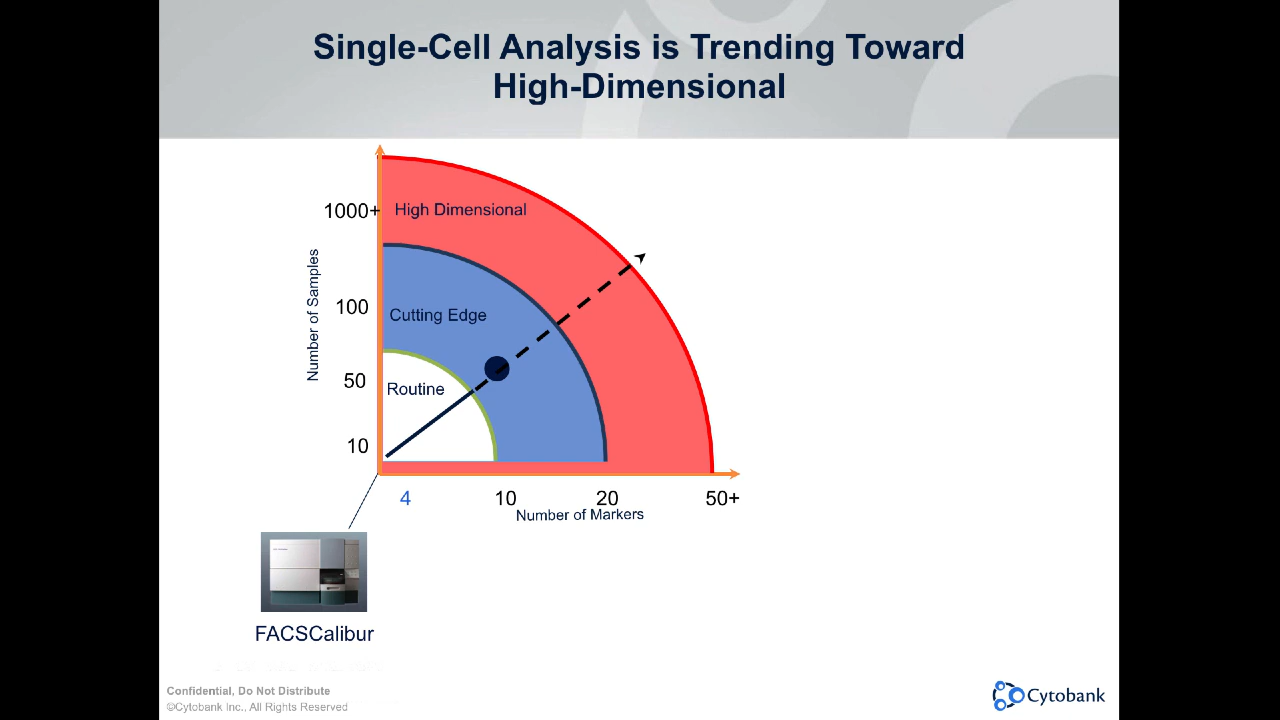 Single-Cell Analysis is Trending Toward
High-Dimensional
1000+
High Dimensional
Number of Samples
100
Cutting Edge
50
Routine
10
4
10
20
50+
Number of Markers
FACSCalibur
Confidential, Do Not Distribute
©Cytobank Inc., All Rights Reserved
Cytobank